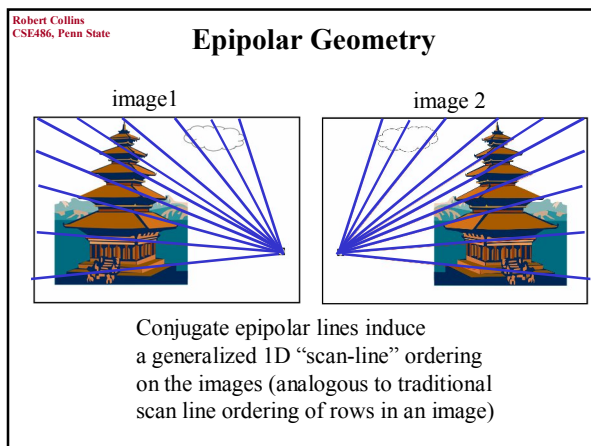 Robert Collins
CSE486, Penn State
Epipolar Geometry
image1
image 2
Conjugate epipolar lines induce
a generalized 1D “scan-line” ordering
on the images (analogous to traditional
scan line ordering of rows in an image)